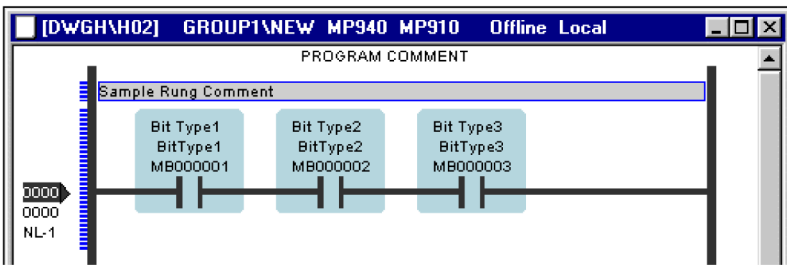 [DWGH\H02] GROUP1\NEW MP940 MP910 Offline Local
PROGRAM COMMENT
Sample Rung Comment
Bit Type1 Bit Type2 Bit Type3
BitType1 BitType2 BitType3
MB000001 MB000002 MB000003
0000
0000
NL-1